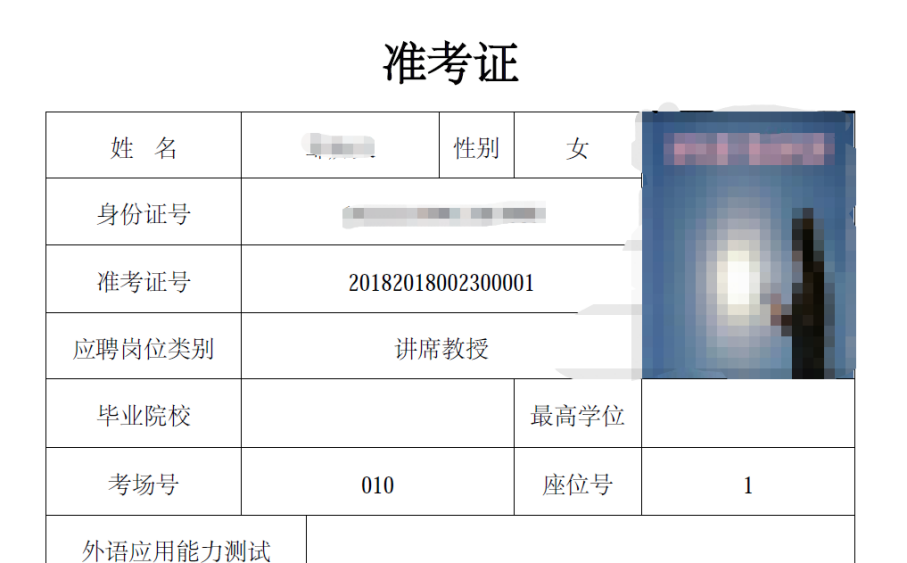 准考证
姓 名 性别 女
身份证号
准考证号 20182018002300001
应聘岗位类别 讲席教授
毕业院校 最高学位
考场号 010 座位号 1
外语应用能力测试